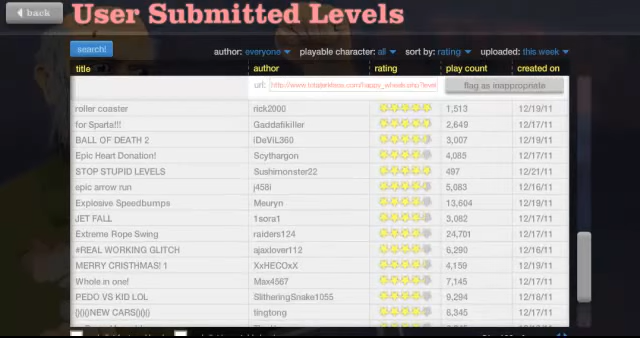 back
User Submitted Levels
search!
author: everyone playable character: all sort by: rating uploaded: this week
title author rating play count created on
url: flag as inappropriate
roller coaster rick2000 1,513 12/19/11
for Sparta!!! Gaddafikiller 2,649 12/17/11
BALL OF DEATH 2 iDeViL360 3,007 12/19/11
Epic Heart Donation! Scythargon 4,085 12/17/11
STOP STUPID LEVELS Sushimonster22 497 12/21/11
epic arrow run j458i 5,083 12/16/11
Explosive Speedbumps Meuryn 13,604 12/19/11
JET FALL 1sora1 3,082 12/17/11
Extreme Rope Swing raiders124 24,701 12/17/11
#REAL WORKING GLITCH ajaxlover112 6,290 12/16/11
MERRY CRISTHMAS! 1 XxHECOxX 4,159 12/19/11
Whole in one! Max4567 7,145 12/17/11
PEDO VS KID LOL SlitheringSnake1055 9,294 12/18/11
()()()NEW CARS()()() tingtong 8,345 12/17/11